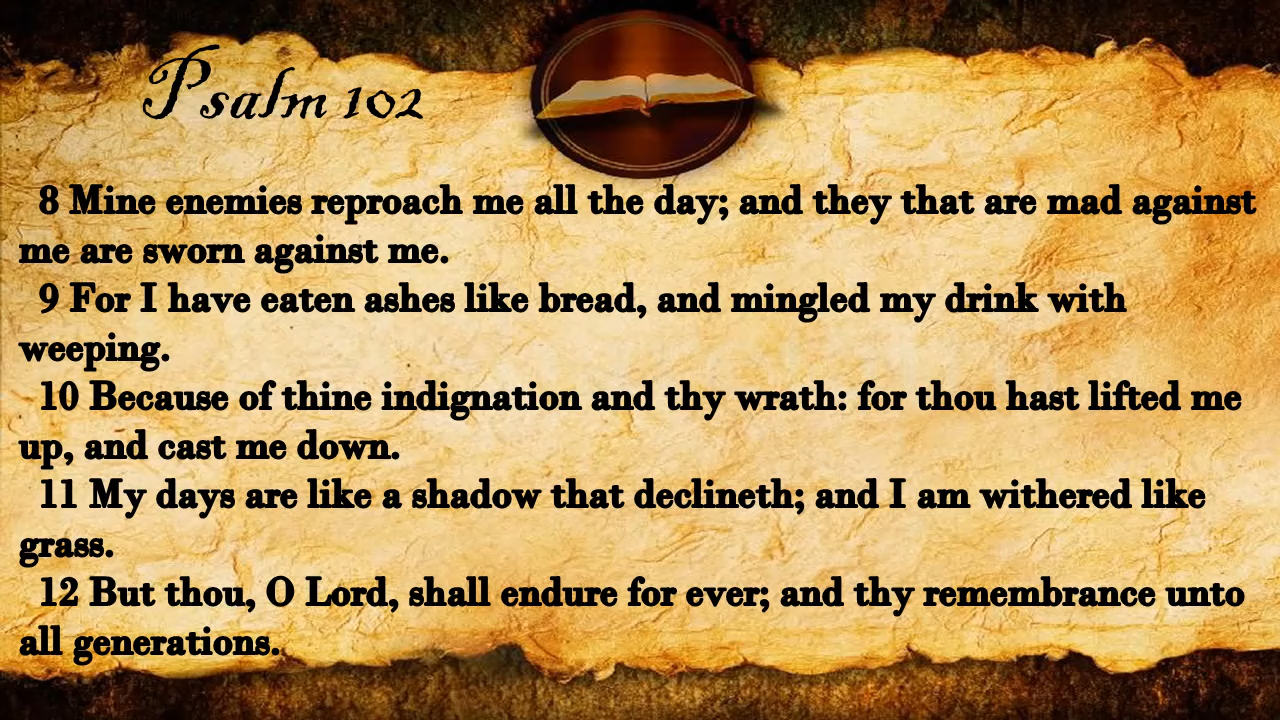 Psalm 102
8 Mine enemies reproach me all the day; and they that are mad against
me are sworn against me.
9 For I have eaten ashes like bread, and mingled my drink with
weeping.
10 Because of thine indignation and thy wrath: for thou hast lifted me
up, and cast me down.
11 My days are like a shadow that declineth; and I am withered like
grass.
12 But thou, O Lord, shall endure for ever; and thy remembrance unto
all generations.